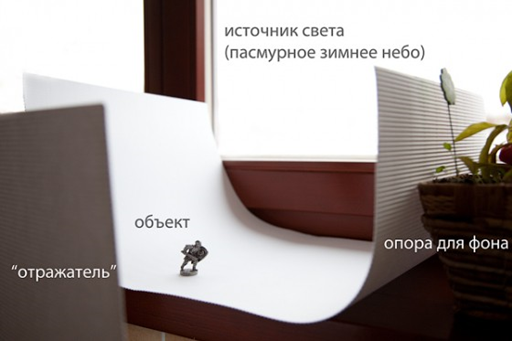 источник света
(пасмурное зимнее небо)
объект
опора для фона
“отражатель”